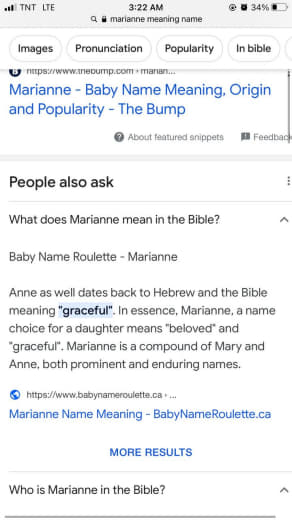 TNT LTE 3:22 AM 34%
marianne meaning name
Images Pronunciation Popularity In bible
https://www.thebump.com › marian...
Marianne - Baby Name Meaning, Origin
and Popularity - The Bump
About featured snippets Feedback
People also ask
What does Marianne mean in the Bible?
Baby Name Roulette - Marianne
Anne as well dates back to Hebrew and the Bible
meaning "graceful". In essence, Marianne, a name
choice for a daughter means "beloved" and
"graceful". Marianne is a compound of Mary and
Anne, both prominent and enduring names.
https://www.babynameroulette.ca › ...
Marianne Name Meaning - BabyNameRoulette.ca
MORE RESULTS
Who is Marianne in the Bible?